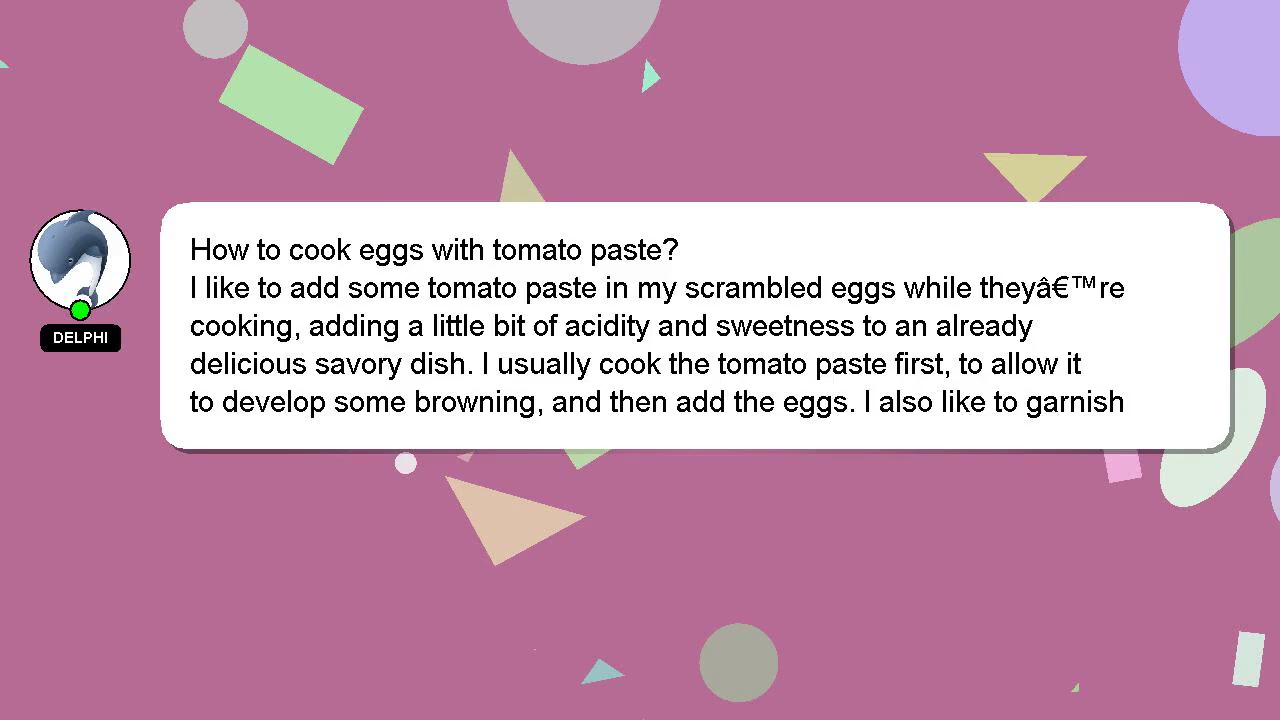 How to cook eggs with tomato paste?
I like to add some tomato paste in my scrambled eggs while theyâ€™re
cooking, adding a little bit of acidity and sweetness to an already
delicious savory dish. I usually cook the tomato paste first, to allow it
to develop some browning, and then add the eggs. I also like to garnish
DELPHI